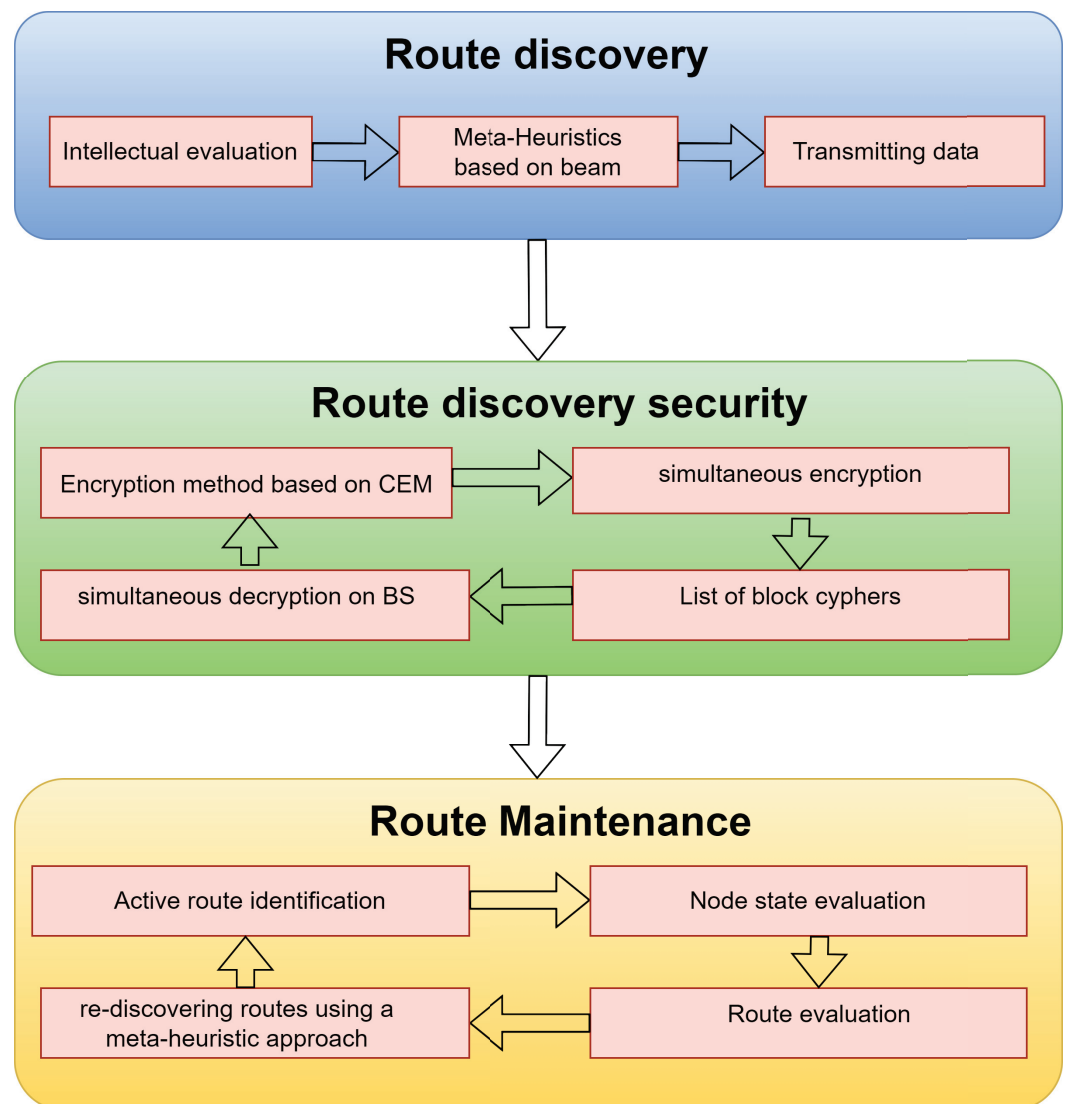 Route discovery
Intellectual evaluation
Meta-Heuristics
based on beam
Transmitting data
Route discovery security
Encryption method based on CEM
simultaneous encryption
simultaneous decryption on BS
List of block cyphers
Route Maintenance
Active route identification
Node state evaluation
re-discovering routes using a
meta-heuristic approach
Route evaluation